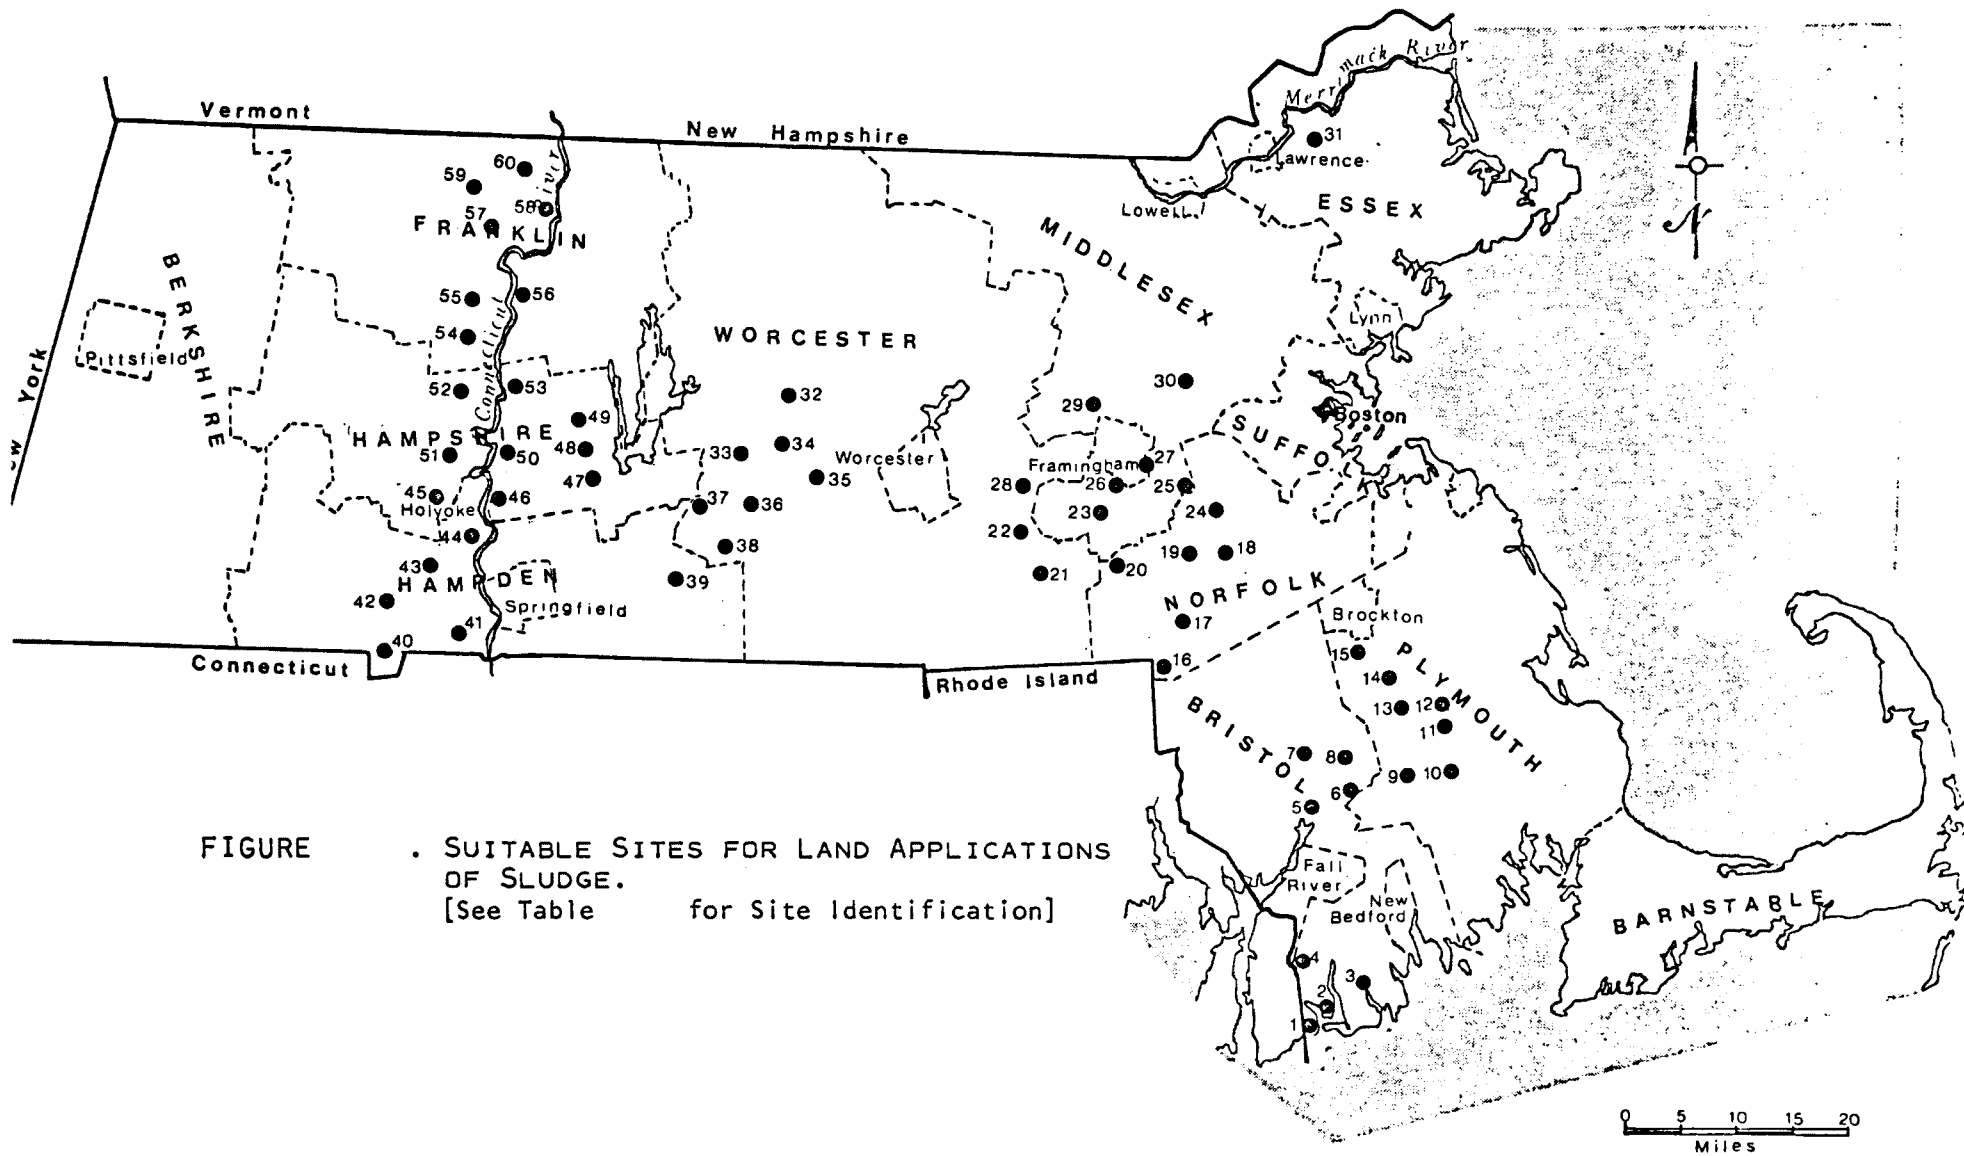 Vermont
New Hampshire
Merrimack River
31
Lawrence
60
59
River
58
57
FRANKLIN
Lowell
ESSEX
N
MIDDLESEX
BERKSHIRE
55
56
Connecticut
54
WORCESTER
Lynn
Pittsfield
York
52
53
32
30
29
49
Boston
SUFFOL
HAMPSHIRE
48
51
50
33
34
Worcester
Framingham
27
47
35
28
26
25
45
46
Holyoke
37
36
23
24
44
22
38
19
18
43
HAMPDEN
39
21
20
42
Springfield
NORFOLK
41
17
Brockton
40
Connecticut
16
15
Rhode Island
14
PLYMOUTH
BRISTOL
13
12
11
7
8
9
10
6
5
FIGURE . SUITABLE SITES FOR LAND APPLICATIONS
OF SLUDGE.
[See Table for Site Identification]
Fall
River
New
Bedford
BARNSTABLE
4
3
2
1
0 5 10 15 20
Miles